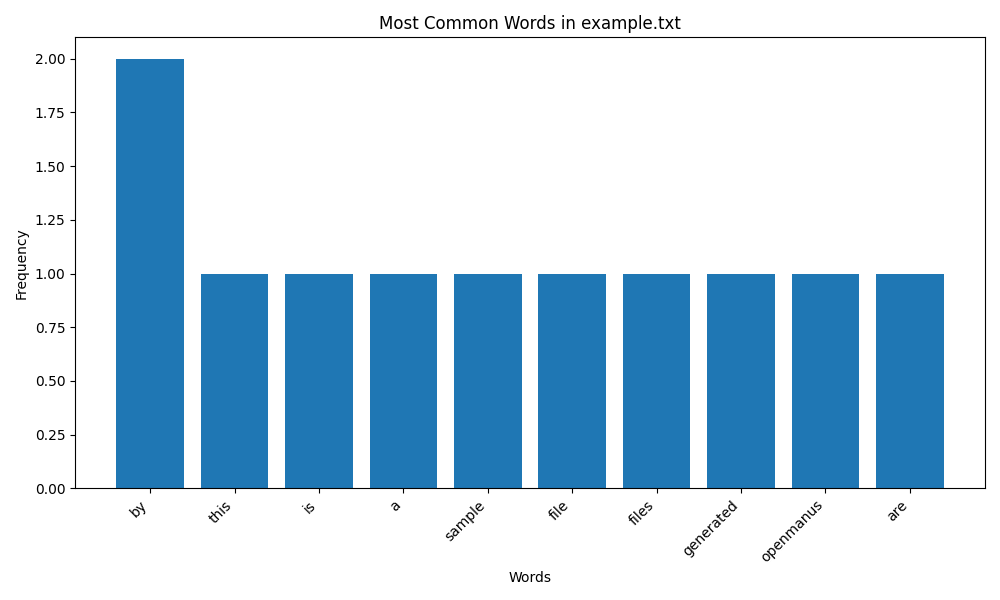 Most Common Words in example.txt
Frequency
2.00
1.75
1.50
1.25
1.00
0.75
0.50
0.25
0.00
by
this
is
a
sample
file
files
generated
openmanus
are
Words